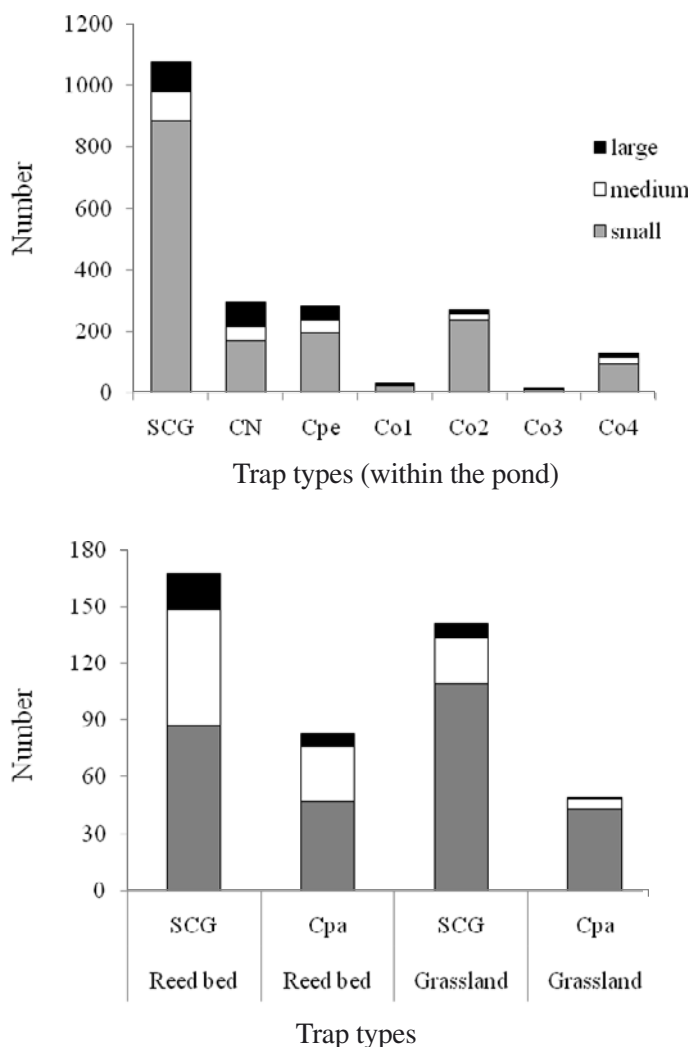 1200
1000
800
600
400
200
0
Number
large
medium
small
SCG CN Cpe Co1 Co2 Co3 Co4
Trap types (within the pond)
180
150
120
90
60
30
0
Number
SCG Cpa SCG Cpa
Reed bed Reed bed Grassland Grassland
Trap types